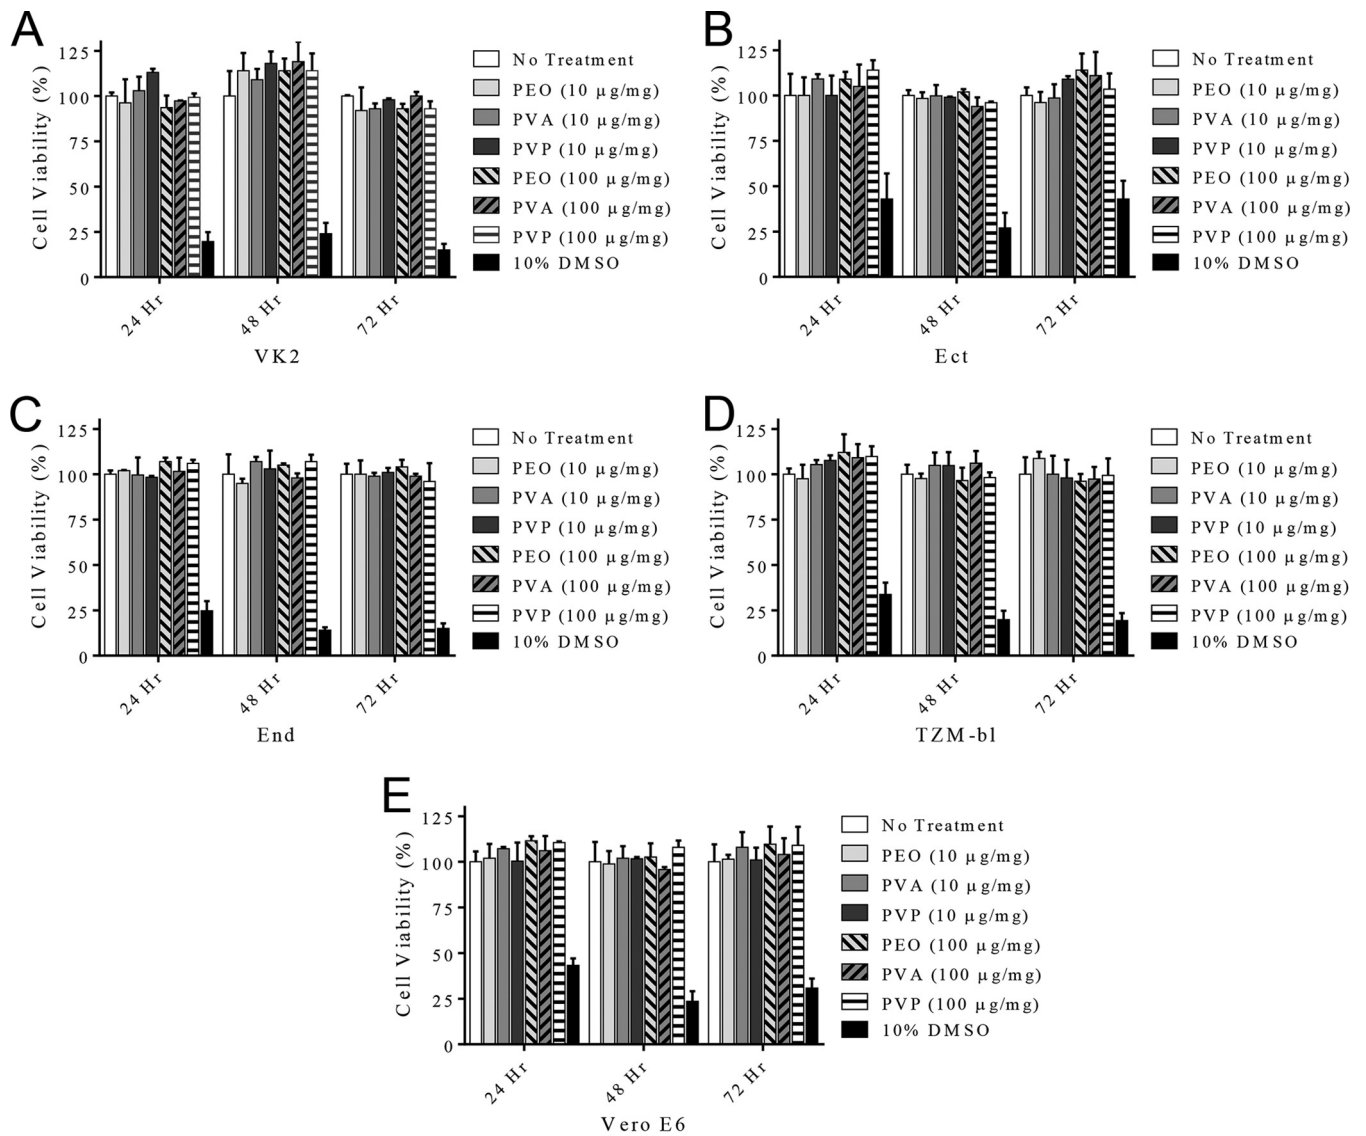 A
Cell Viability (%)
125
100
75
50
25
0
24 Hr
48 Hr
72 Hr
VK2
No Treatment
PEO (10 μg/mg)
PVA (10 μg/mg)
PVP (10 μg/mg)
PEO (100 μg/mg)
PVA (100 μg/mg)
PVP (100 μg/mg)
10% DMSO
B
Cell Viability (%)
125
100
75
50
25
0
24 Hr
48 Hr
72 Hr
Ect
No Treatment
PEO (10 μg/mg)
PVA (10 μg/mg)
PVP (10 μg/mg)
PEO (100 μg/mg)
PVA (100 μg/mg)
PVP (100 μg/mg)
10% DMSO
C
Cell Viability (%)
125
100
75
50
25
0
24 Hr
48 Hr
72 Hr
End
No Treatment
PEO (10 μg/mg)
PVA (10 μg/mg)
PVP (10 μg/mg)
PEO (100 μg/mg)
PVA (100 μg/mg)
PVP (100 μg/mg)
10% DMSO
D
Cell Viability (%)
125
100
75
50
25
0
24 Hr
48 Hr
72 Hr
TZM-bl
No Treatment
PEO (10 μg/mg)
PVA (10 μg/mg)
PVP (10 μg/mg)
PEO (100 μg/mg)
PVA (100 μg/mg)
PVP (100 μg/mg)
10% DMSO
E
Cell Viability (%)
125
100
75
50
25
0
24 Hr
48 Hr
72 Hr
Vero E6
No Treatment
PEO (10 μg/mg)
PVA (10 μg/mg)
PVP (10 μg/mg)
PEO (100 μg/mg)
PVA (100 μg/mg)
PVP (100 μg/mg)
10% DMSO